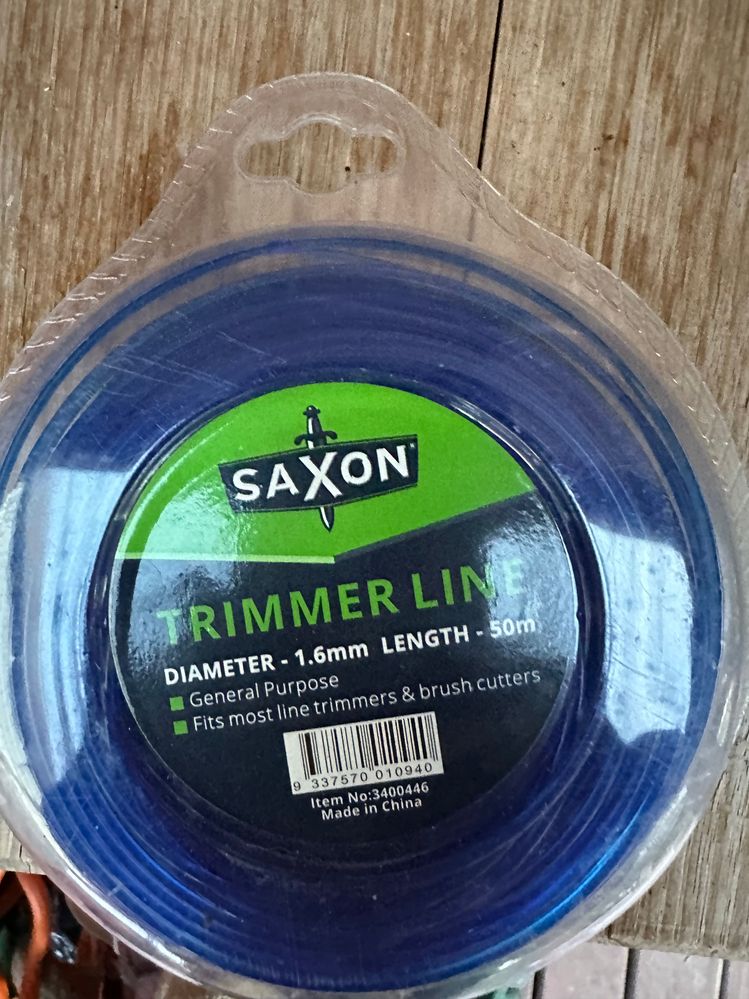 SAXON
TRIMMER LINE
DIAMETER - 1.6mm LENGTH - 50m
General Purpose
Fits most line trimmers & brush cutters
9 337570 010940
Item No:3400446
Made in China